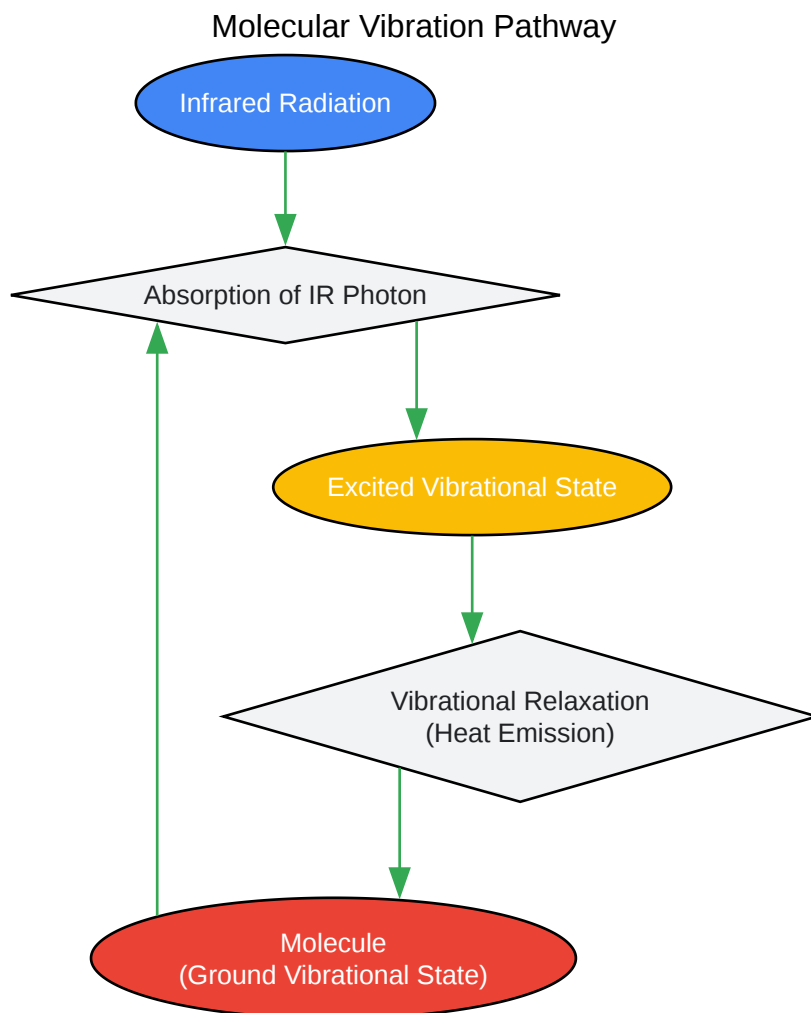 Molecular Vibration Pathway
Infrared Radiation
Absorption of IR Photon
Excited Vibrational State
Vibrational Relaxation
(Heat Emission)
Molecule
(Ground Vibrational State)